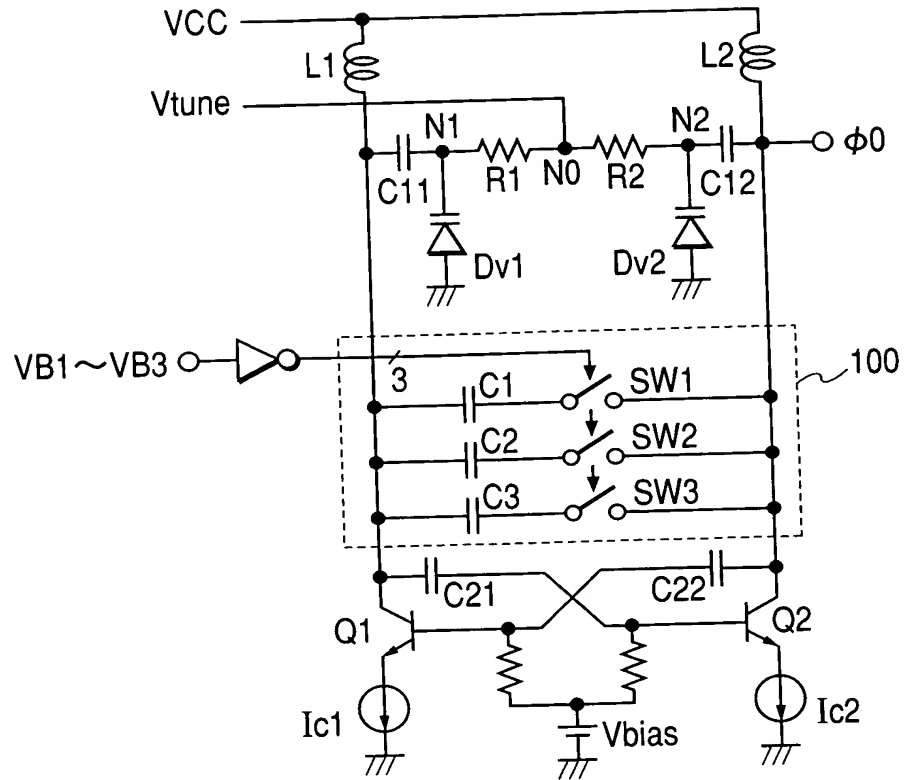 VCC
L1
L2
Vtune
N1
N2
ϕ0
C11
R1
N0
R2
C12
Dv1
Dv2
VB1～VB3
3
100
C1
SW1
C2
SW2
C3
SW3
C21
C22
Q1
Q2
Ic1
Vbias
Ic2